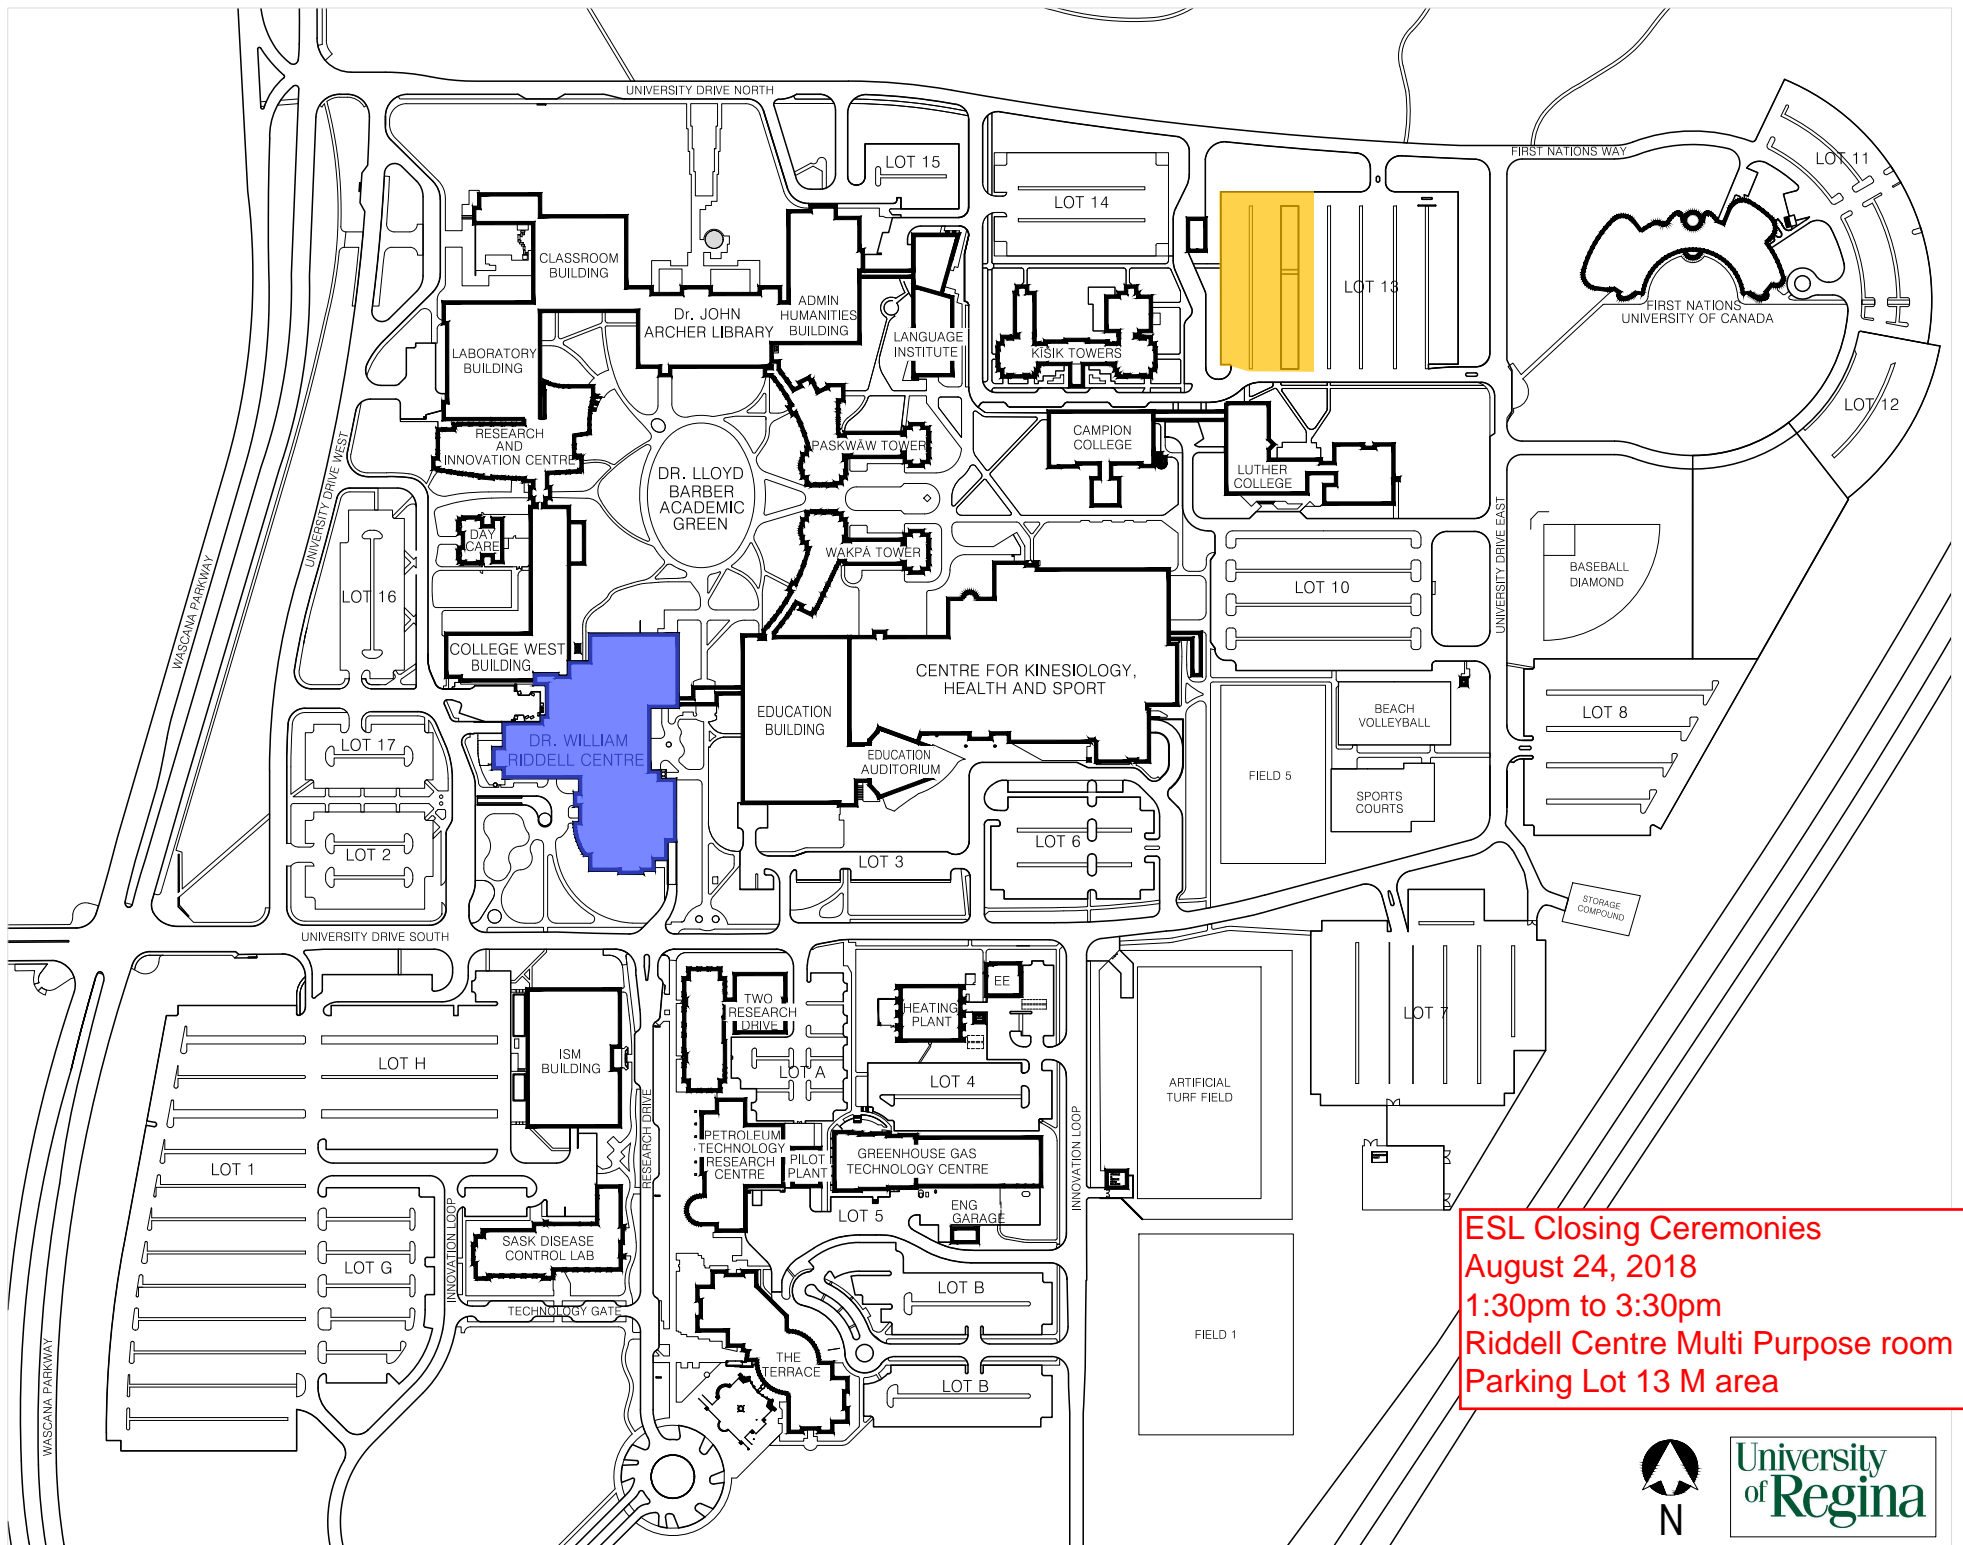 UNIVERSITY DRIVE NORTH
FIRST NATIONS WAY
LOT 11
LOT 15
LOT 14
CLASSROOM
BUILDING
LOT 13
ADMIN
HUMANITIES
BUILDING
Dr. JOHN
ARCHER LIBRARY
FIRST NATIONS
UNIVERSITY OF CANADA
LANGUAGE
INSTITUTE
KĪSIK TOWERS
LABORATORY
BUILDING
LOT 12
RESEARCH
AND
INNOVATION CENTRE
PASKWĀW TOWER
CAMPION
COLLEGE
LUTHER
COLLEGE
DR. LLOYD
BARBER
ACADEMIC
GREEN
UNIVERSITY DRIVE WEST
UNIVERSITY DRIVE EAST
DAY
CARE
WAKPĀ TOWER
BASEBALL
DIAMOND
LOT 16
LOT 10
WASCANA PARKWAY
COLLEGE WEST
BUILDING
CENTRE FOR KINESIOLOGY,
HEALTH AND SPORT
EDUCATION
BUILDING
BEACH
VOLLEYBALL
LOT 8
LOT 17
DR. WILLIAM
RIDDELL CENTRE
EDUCATION
AUDITORIUM
FIELD 5
SPORTS
COURTS
LOT 2
LOT 3
LOT 6
STORAGE
COMPOUND
UNIVERSITY DRIVE SOUTH
EE
TWO
RESEARCH
DRIVE
HEATING
PLANT
LOT 7
ISM
BUILDING
LOT H
LOT A
LOT 4
ARTIFICIAL
TURF FIELD
RESEARCH DRIVE
INNOVATION LOOP
PETROLEUM
TECHNOLOGY
RESEARCH
CENTRE
PILOT
PLANT
GREENHOUSE GAS
TECHNOLOGY CENTRE
LOT 1
LOT 5
ENG
GARAGE
INNOVATION LOOP
SASK DISEASE
CONTROL LAB
LOT G
LOT B
TECHNOLOGY GATE
FIELD 1
THE
TERRACE
LOT B
WASCANA PARKWAY
ESL Closing Ceremonies
August 24, 2018
1:30pm to 3:30pm
Riddell Centre Multi Purpose room
Parking Lot 13 M area
N
University
of Regina